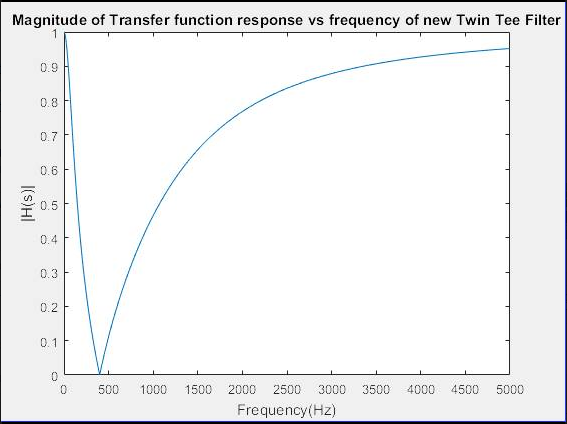 Magnitude of Transfer function response vs frequency of new Twin Tee Filter
1
0.9
0.8
0.7
0.6
0.5
0.4
0.3
0.2
0.1
0
|H(s)|
0 500 1000 1500 2000 2500 3000 3500 4000 4500 5000
Frequency(Hz)